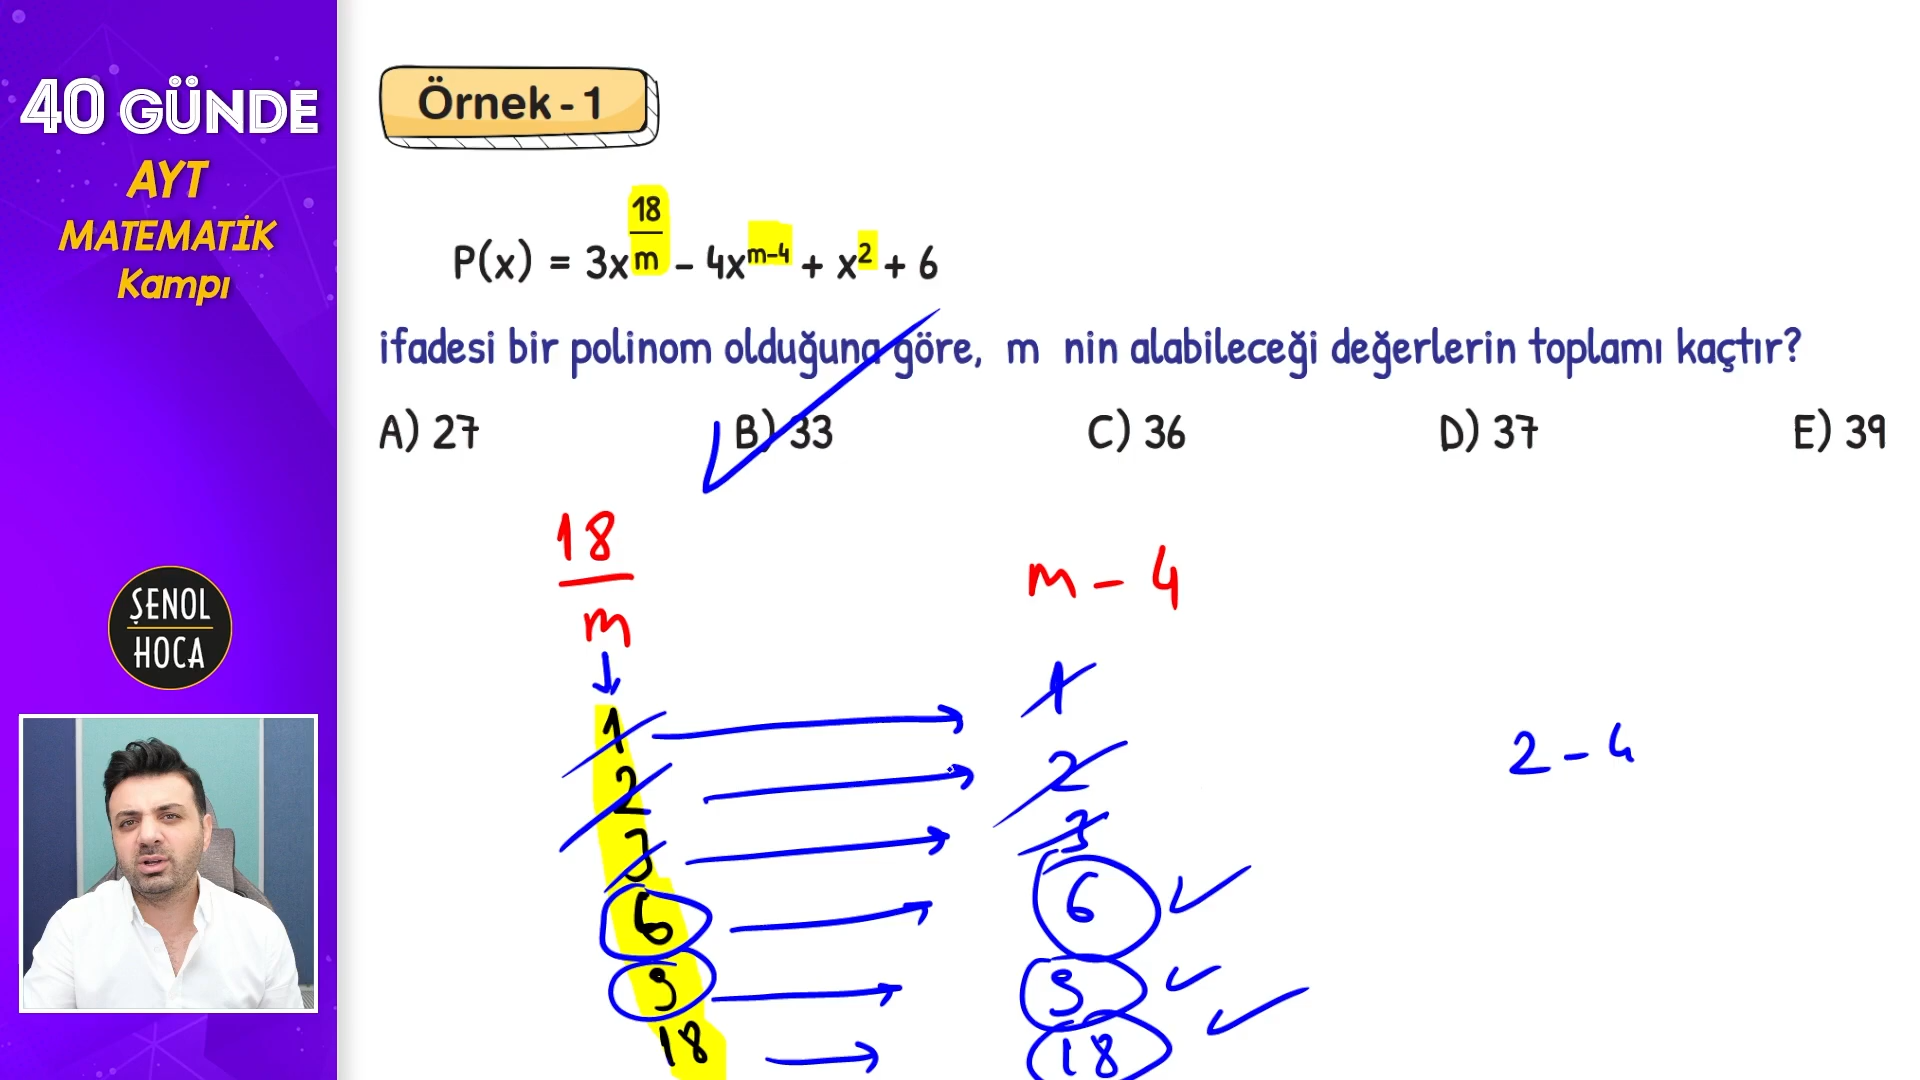 40 GÜNDE
AYT
MATEMATİK
Kampı
ŞENOL
HOCA
Örnek - 1
P(x) = 3x^(18/m) – 4x^(m–4) + x² + 6
ifadesi bir polinom olduğuna göre, m nin alabileceği değerlerin toplamı kaçtır?
A) 27 B) 33 C) 36 D) 37 E) 39
18/m m – 4
1 1
2 2 2 – 4
3 3
6 6
9 9
18 18